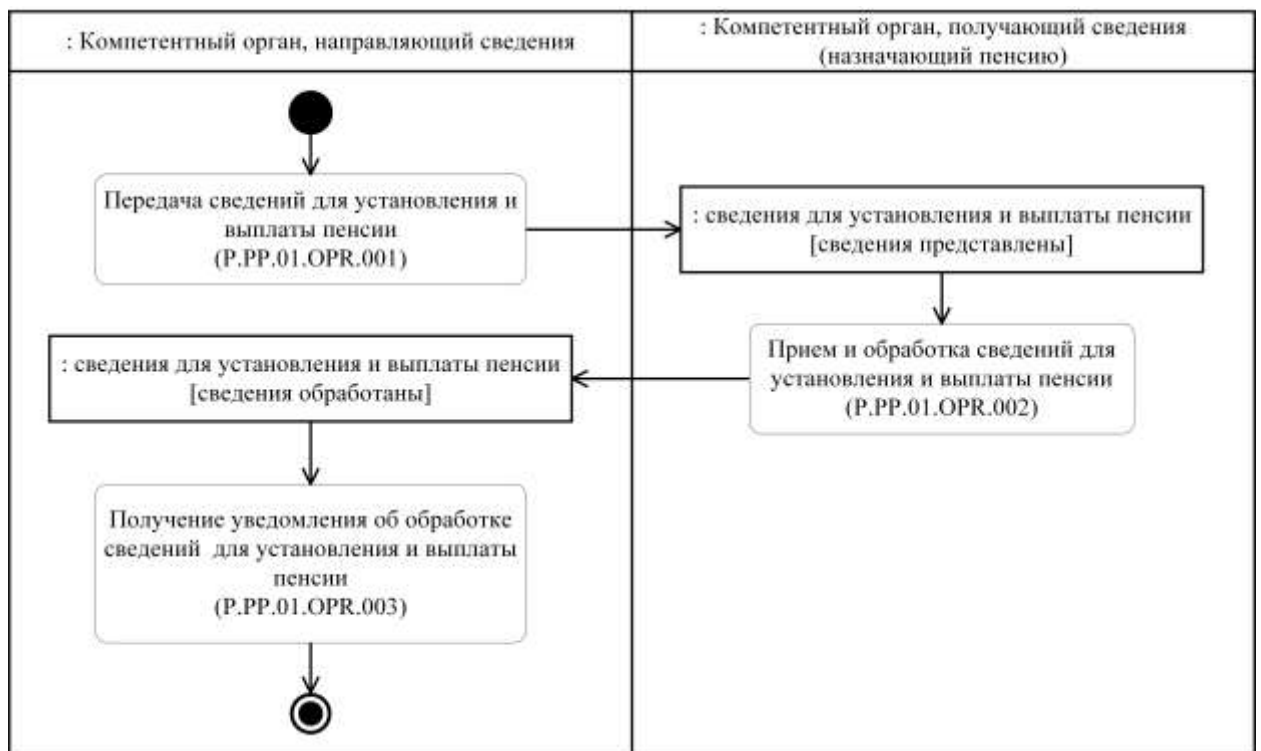 : Компетентный орган, направляющий сведения
: Компетентный орган, получающий сведения
(назначающий пенсию)
Передача сведений для установления и
выплаты пенсии
(P.PP.01.OPR.001)
: сведения для установления и выплаты пенсии
[сведения представлены]
Прием и обработка сведений для
установления и выплаты пенсии
(P.PP.01.OPR.002)
: сведения для установления и выплаты пенсии
[сведения обработаны]
Получение уведомления об обработке
сведений для установления и выплаты
пенсии
(P.PP.01.OPR.003)